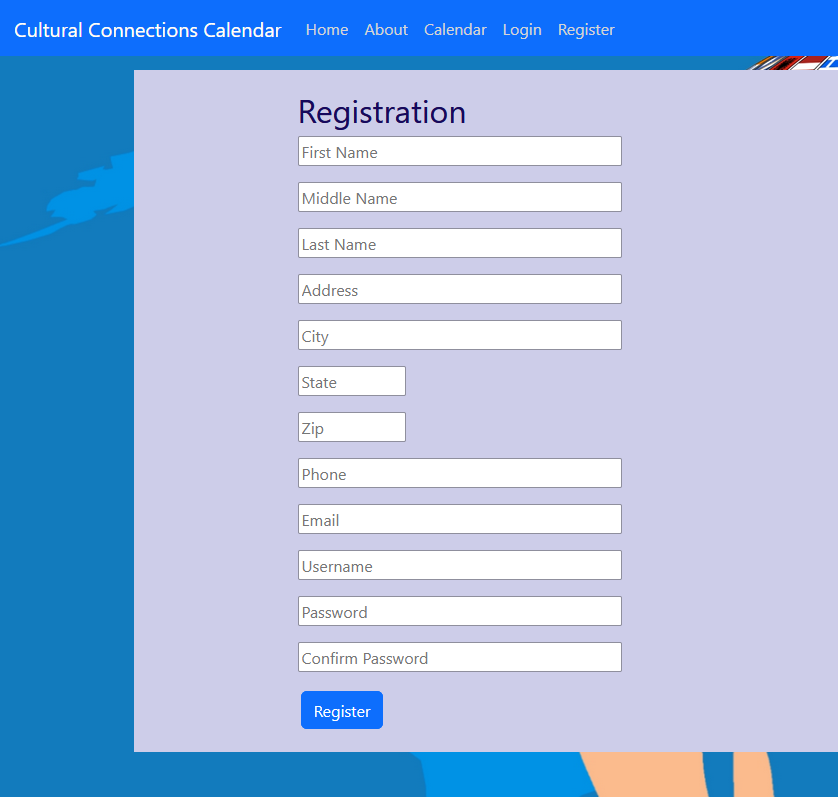 Cultural Connections Calendar Home About Calendar Login Register
Registration
First Name
Middle Name
Last Name
Address
City
State
Zip
Phone
Email
Username
Password
Confirm Password
Register